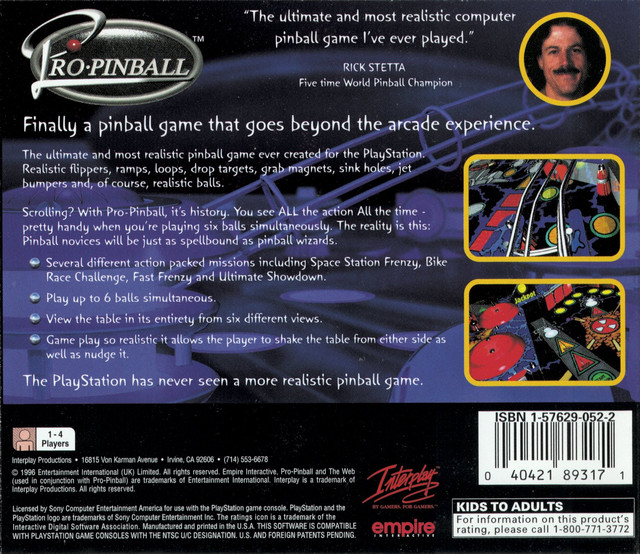 PRO•PINBALL™
"The ultimate and most realistic computer
pinball game I've ever played."
RICK STETTA
Five time World Pinball Champion
Finally a pinball game that goes beyond the arcade experience.
The ultimate and most realistic pinball game ever created for the PlayStation.
Realistic flippers, ramps, loops, drop targets, grab magnets, sink holes, jet
bumpers and, of course, realistic balls.
Scrolling? With Pro-Pinball, it's history. You see ALL the action All the time -
pretty handy when you're playing six balls simultaneously. The reality is this:
Pinball novices will be just as spellbound as pinball wizards.
Several different action packed missions including Space Station Frenzy, Bike
Race Challenge, Fast Frenzy and Ultimate Showdown.
Play up to 6 balls simultaneous.
View the table in its entirety from six different views.
Game play so realistic it allows the player to shake the table from either side as
well as nudge it.
The PlayStation has never seen a more realistic pinball game.
Jackpot
1 - 4
Players
Interplay Productions • 16815 Von Karman Avenue • Irvine, CA 92606 • (714) 553-6678
© 1996 Entertainment International (UK) Limited. All rights reserved. Empire Interactive, Pro-Pinball and The Web
(used in conjunction with Pro-Pinball) are trademarks of Entertainment International. Interplay is a trademark of
Interplay Productions. All rights reserved.
Licensed by Sony Computer Entertainment America for use with the PlayStation game console. PlayStation and the
PlayStation logo are trademarks of Sony Computer Entertainment Inc. The ratings icon is a trademark of the
Interactive Digital Software Association. Manufactured and printed in the U.S.A. THIS SOFTWARE IS COMPATIBLE
WITH PLAYSTATION GAME CONSOLES WITH THE NTSC U/C DESIGNATION. U.S. AND FOREIGN PATENTS PENDING.
Interplay
BY GAMERS. FOR GAMERS.™
empire
INTERACTIVE
ISBN 1-57629-052-2
0 40421 89317 1
KIDS TO ADULTS
For information on this product's
rating, please call 1-800-771-3772